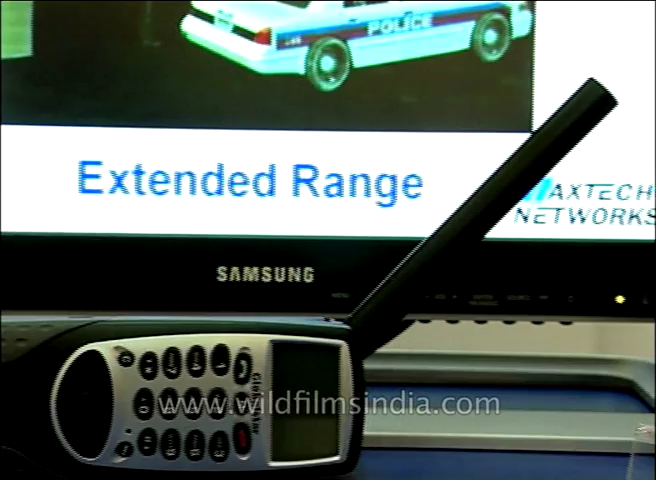 POLICE
Extended Range
AXTECH
NETWORKS
SAMSUNG
www.wildfilmsindia.com